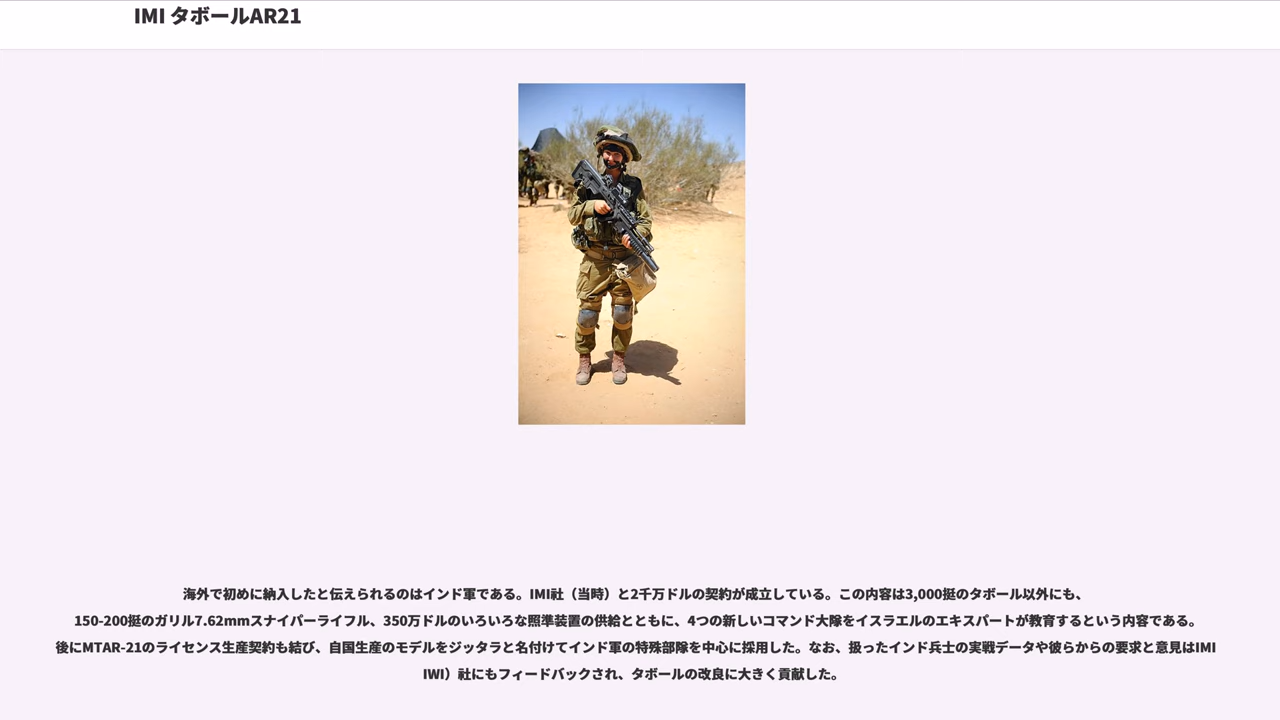 IMI タボールAR21
海外で初めに納入したと伝えられるのはインド軍である。IMI社（当時）と2千万ドルの契約が成立している。この内容は3,000挺のタボール以外にも、
150-200挺のガリル7.62mmスナイパーライフル、350万ドルのいろいろな照準装置の供給とともに、4つの新しいコマンド大隊をイスラエルのエキスパートが教育するという内容である。
後にMTAR-21のライセンス生産契約も結び、自国生産のモデルをジッタラと名付けてインド軍の特殊部隊を中心に採用した。なお、扱ったインド兵士の実戦データや彼らからの要求と意見はIMI
IWI）社にもフィードバックされ、タボールの改良に大きく貢献した。